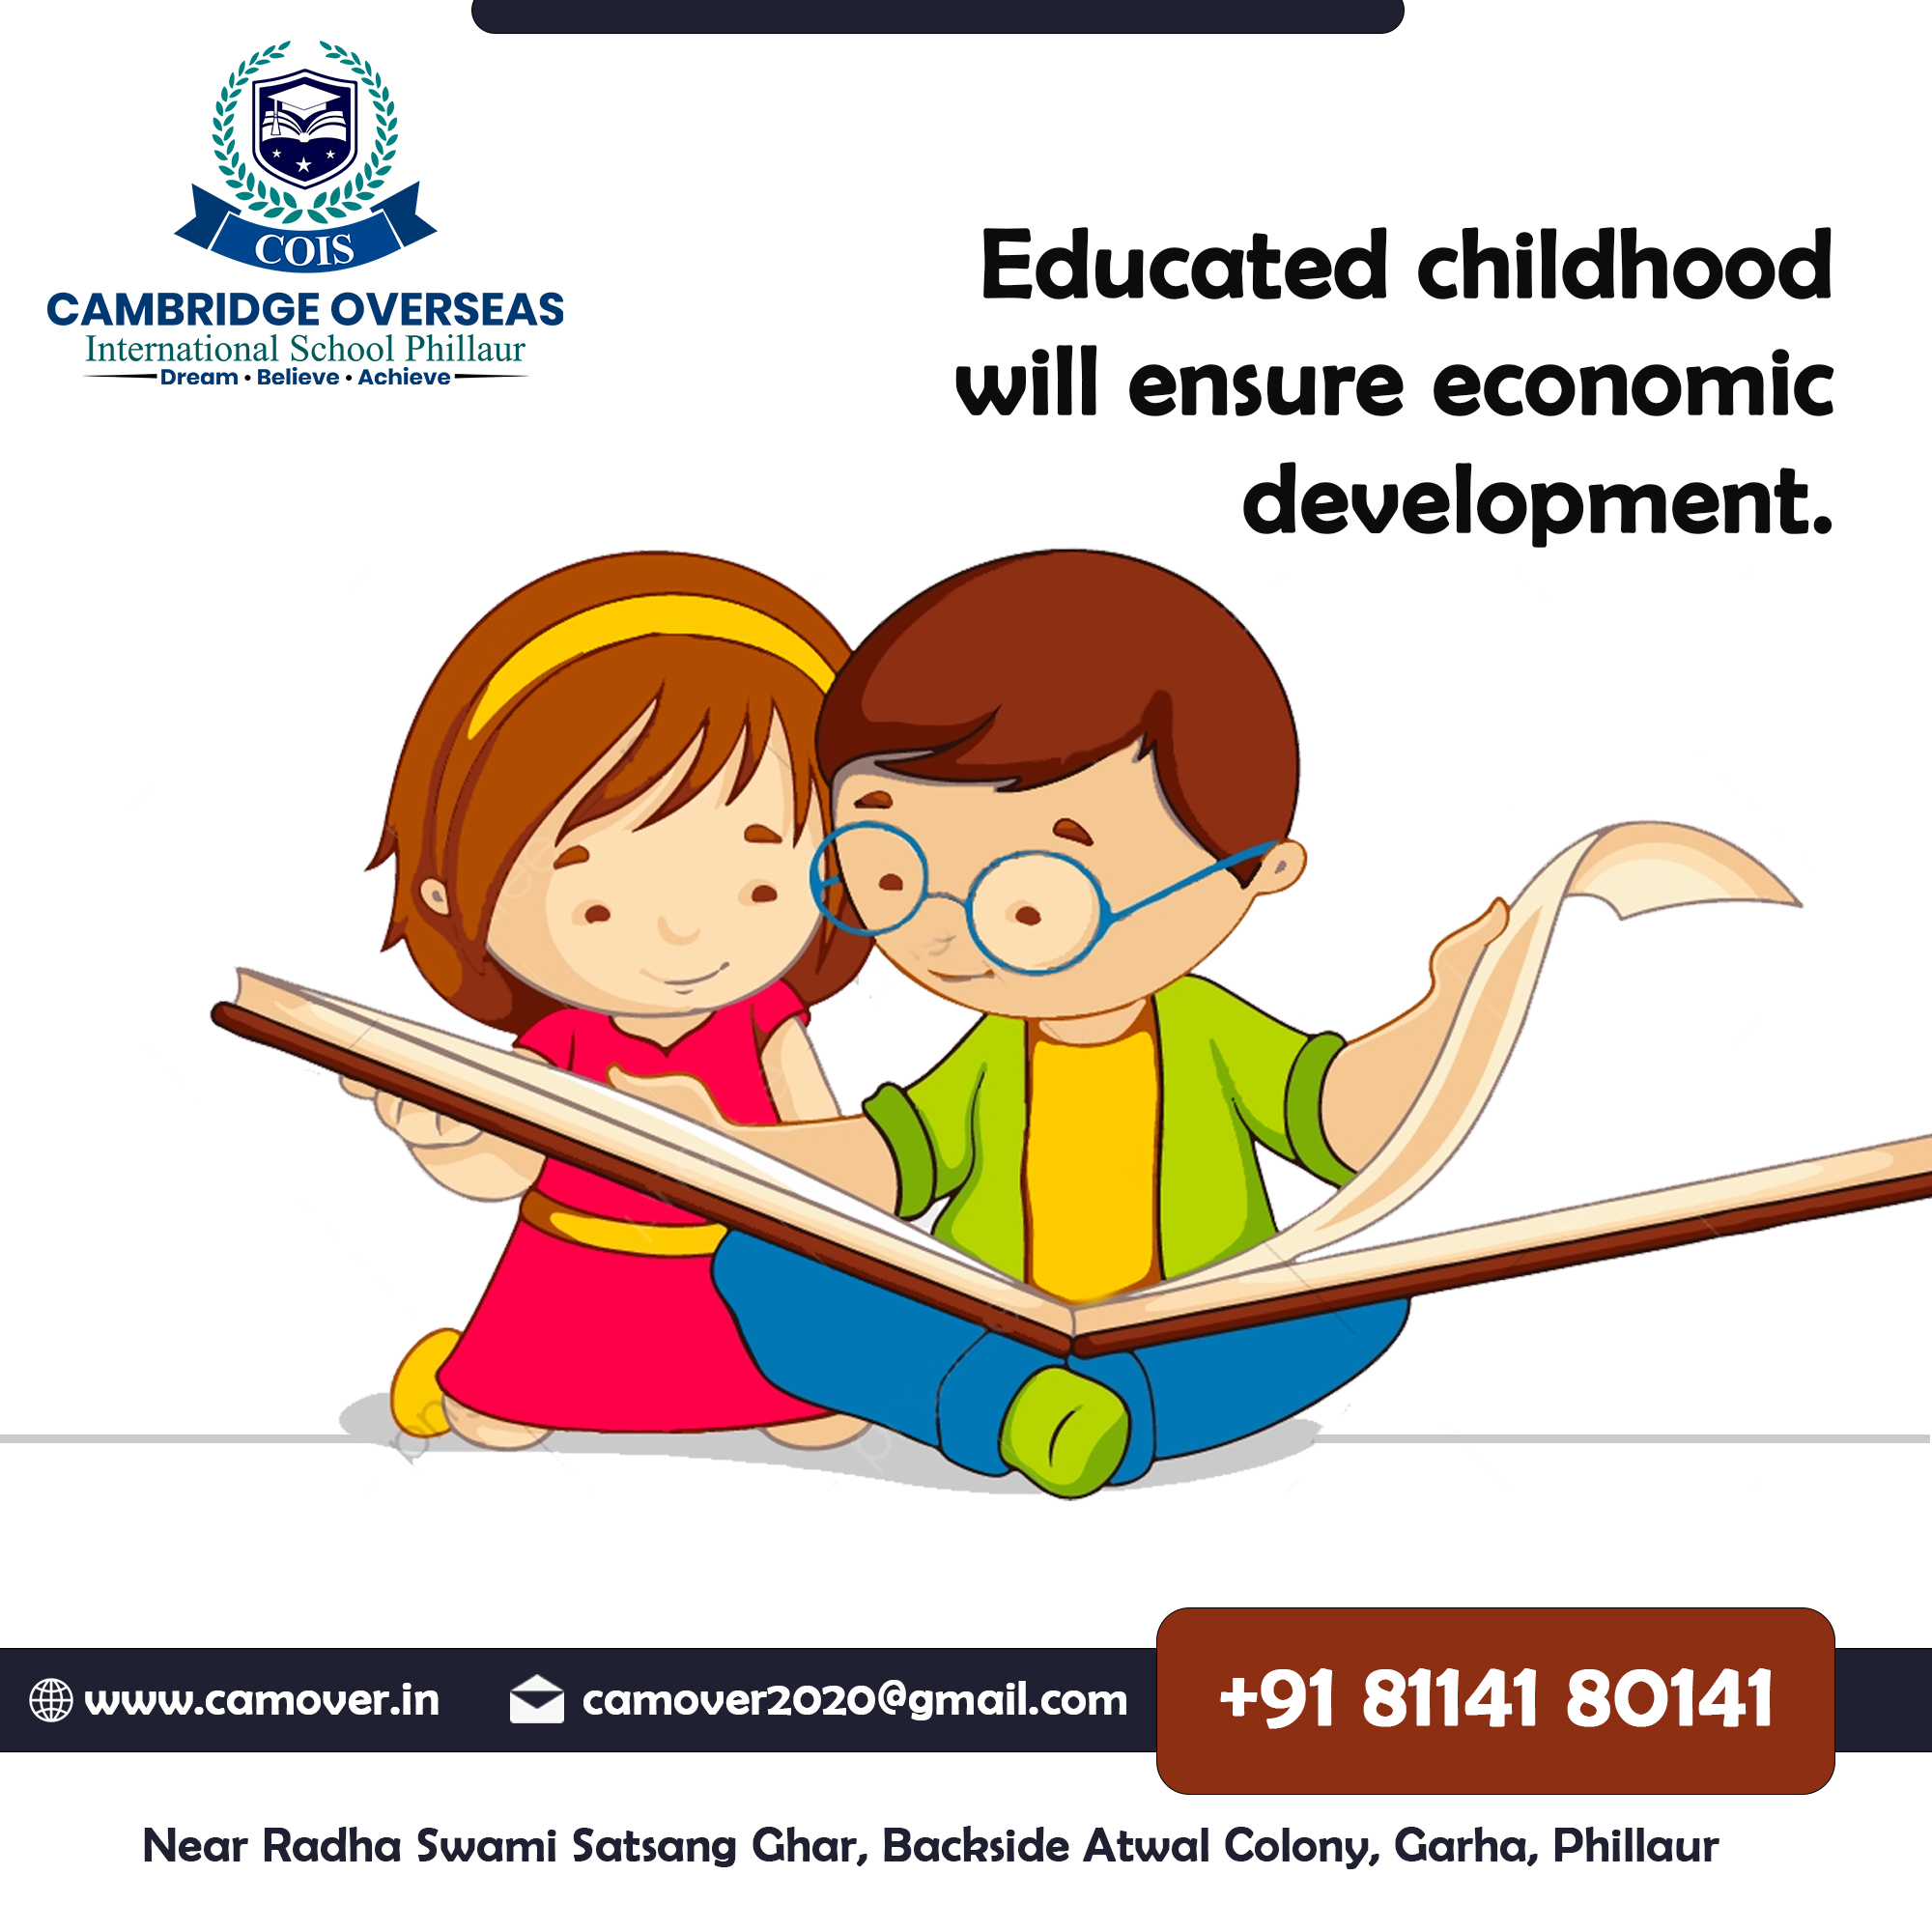 COIS
CAMBRIDGE OVERSEAS
International School Phillaur
Dream • Believe • Achieve
Educated childhood
will ensure economic
development.
www.camover.in
camover2020@gmail.com
+91 81141 80141
Near Radha Swami Satsang Ghar, Backside Atwal Colony, Garha, Phillaur